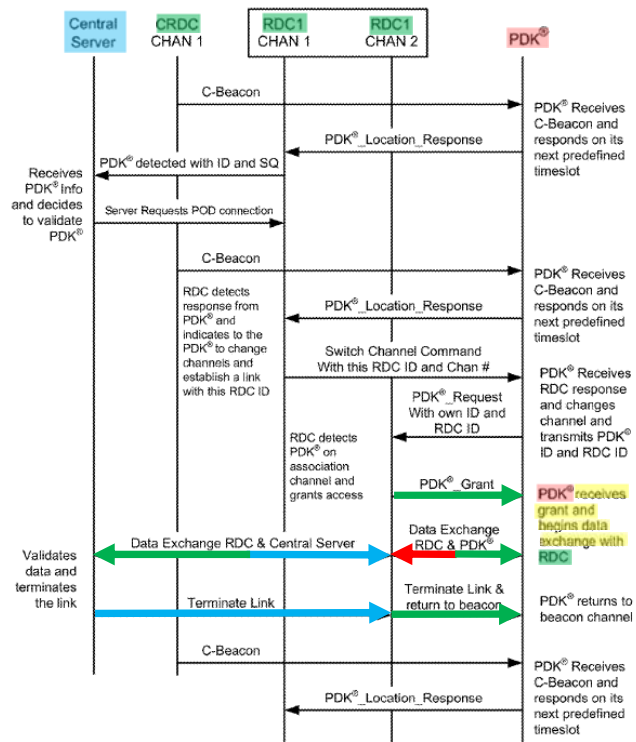 Central
Server
CRDC
CHAN 1
RDC1
CHAN 1
RDC1
CHAN 2
PDK®
C-Beacon
PDK® Receives
C-Beacon and
responds on its
next predefined
timeslot
PDK®_Location_Response
PDK® detected with ID and SQ
Receives
PDK® Info
and decides
to validate
PDK®
Server Requests POD connection
C-Beacon
PDK® Receives
C-Beacon and
responds on its
next predefined
timeslot
RDC detects
response from
PDK® and
indicates to the
PDK® to change
channels and
establish a link
with this RDC ID
PDK®_Location_Response
Switch Channel Command
With this RDC ID and Chan #
PDK® Receives
RDC response
and changes
channel and
transmits PDK®
ID and RDC ID
PDK®_Request
With own ID and
RDC ID
RDC detects
PDK® on
association
channel and
grants access
PDK®_Grant
PDK® receives
grant and
begins data
exchange with
RDC
Data Exchange RDC & Central Server
Data Exchange
RDC & PDK®
Validates
data and
terminates
the link
Terminate Link
Terminate Link &
return to beacon
PDK® returns to
beacon channel
C-Beacon
PDK® Receives
C-Beacon and
responds on its
next predefined
timeslot
PDK®_Location_Response